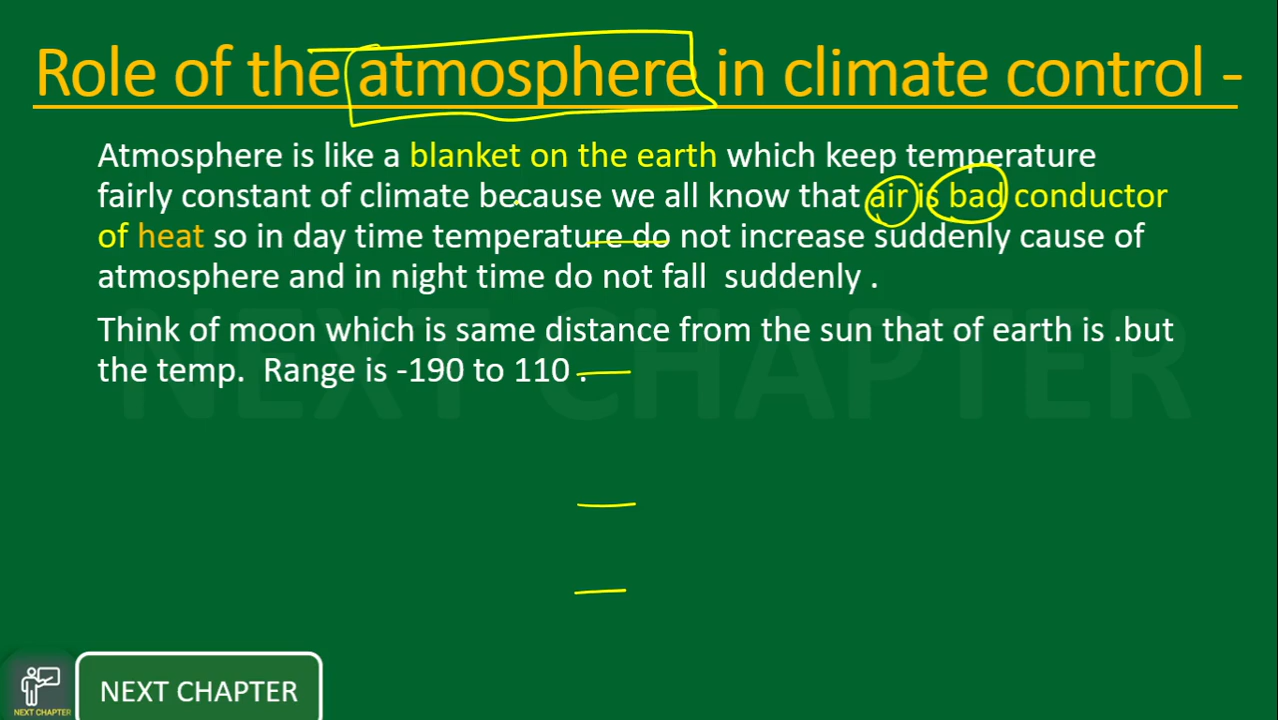 Role of the atmosphere in climate control -
Atmosphere is like a blanket on the earth which keep temperature
fairly constant of climate because we all know that air is bad conductor
of heat so in day time temperature do not increase suddenly cause of
atmosphere and in night time do not fall suddenly .
Think of moon which is same distance from the sun that of earth is .but
the temp. Range is -190 to 110 .
NEXT CHAPTER
NEXT CHAPTER
NEXT CHAPTER